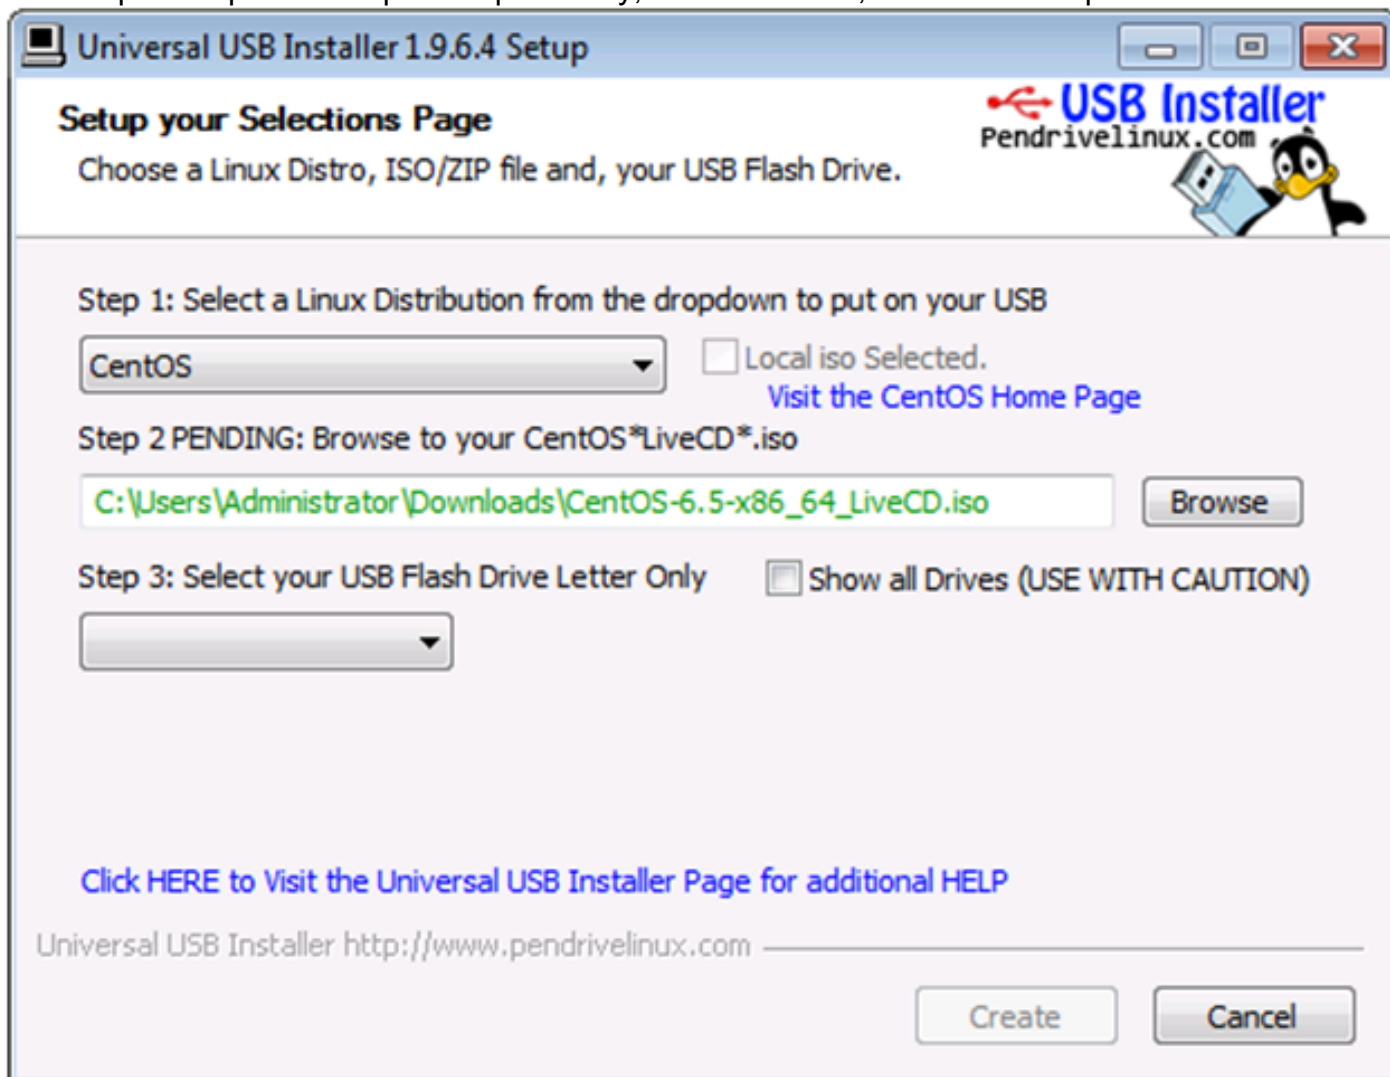 Universal USB Installer 1.9.6.4 Setup
Setup your Selections Page
Choose a Linux Distro, ISO/ZIP file and, your USB Flash Drive.
USB Installer
Pendrivelinux.com
Step 1: Select a Linux Distribution from the dropdown to put on your USB
CentOS
Local iso Selected.
Visit the CentOS Home Page
Step 2 PENDING: Browse to your CentOS*LiveCD*.iso
C:\Users\Administrator\Downloads\CentOS-6.5-x86_64_LiveCD.iso
Browse
Step 3: Select your USB Flash Drive Letter Only
Show all Drives (USE WITH CAUTION)
Click HERE to Visit the Universal USB Installer Page for additional HELP
Universal USB Installer http://www.pendrivelinux.com
Create
Cancel